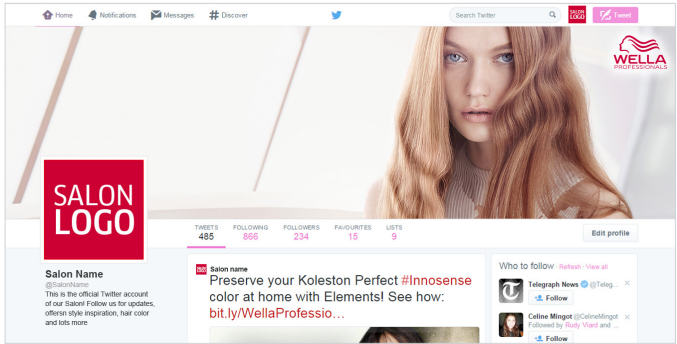 Home Notifications Messages # Discover Search Twitter SALON LOGO Tweet
WELLA
PROFESSIONALS
SALON
LOGO
TWEETS FOLLOWING FOLLOWERS FAVOURITES LISTS
485 866 234 15 9
Edit profile
Salon Name
@SalonName
This is the official Twitter account
of our Salon! Follow us for updates,
offersn style inspiration, hair color
and lots more
Salon name
Preserve your Koleston Perfect #Innosense
color at home with Elements! See how:
bit.ly/WellaProfessio…
Who to follow · Refresh · View all
Telegraph News @Teleg... ×
Follow
Celine Mingot @CelineMingot ×
Followed by Rudy Viard and ...
Follow